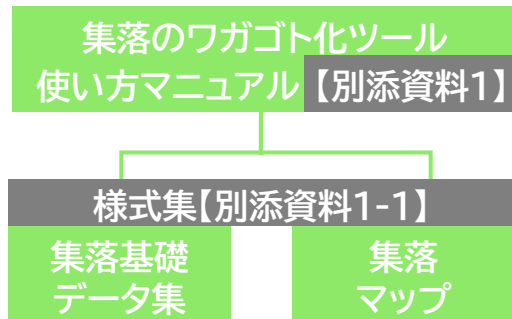 集落のワガゴト化ツール
使い方マニュアル【別添資料1】
様式集【別添資料1-1】
集落基礎
データ集
集落
マップ